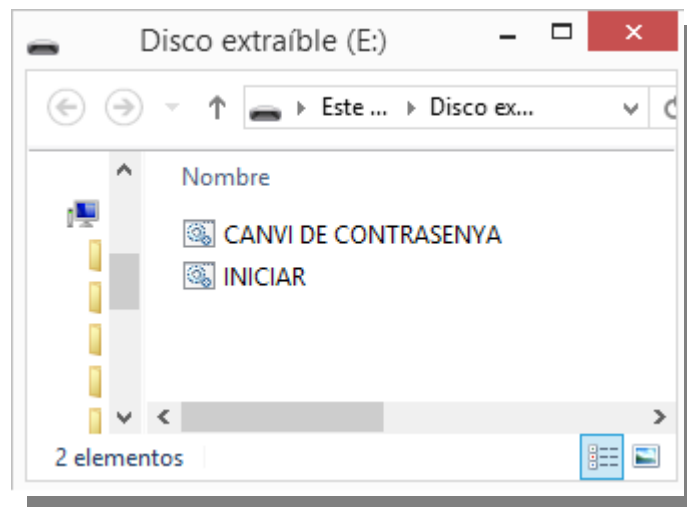 Disco extraíble (E:)
Este ... Disco ex...
Nombre
CANVI DE CONTRASENYA
INICIAR
2 elementos